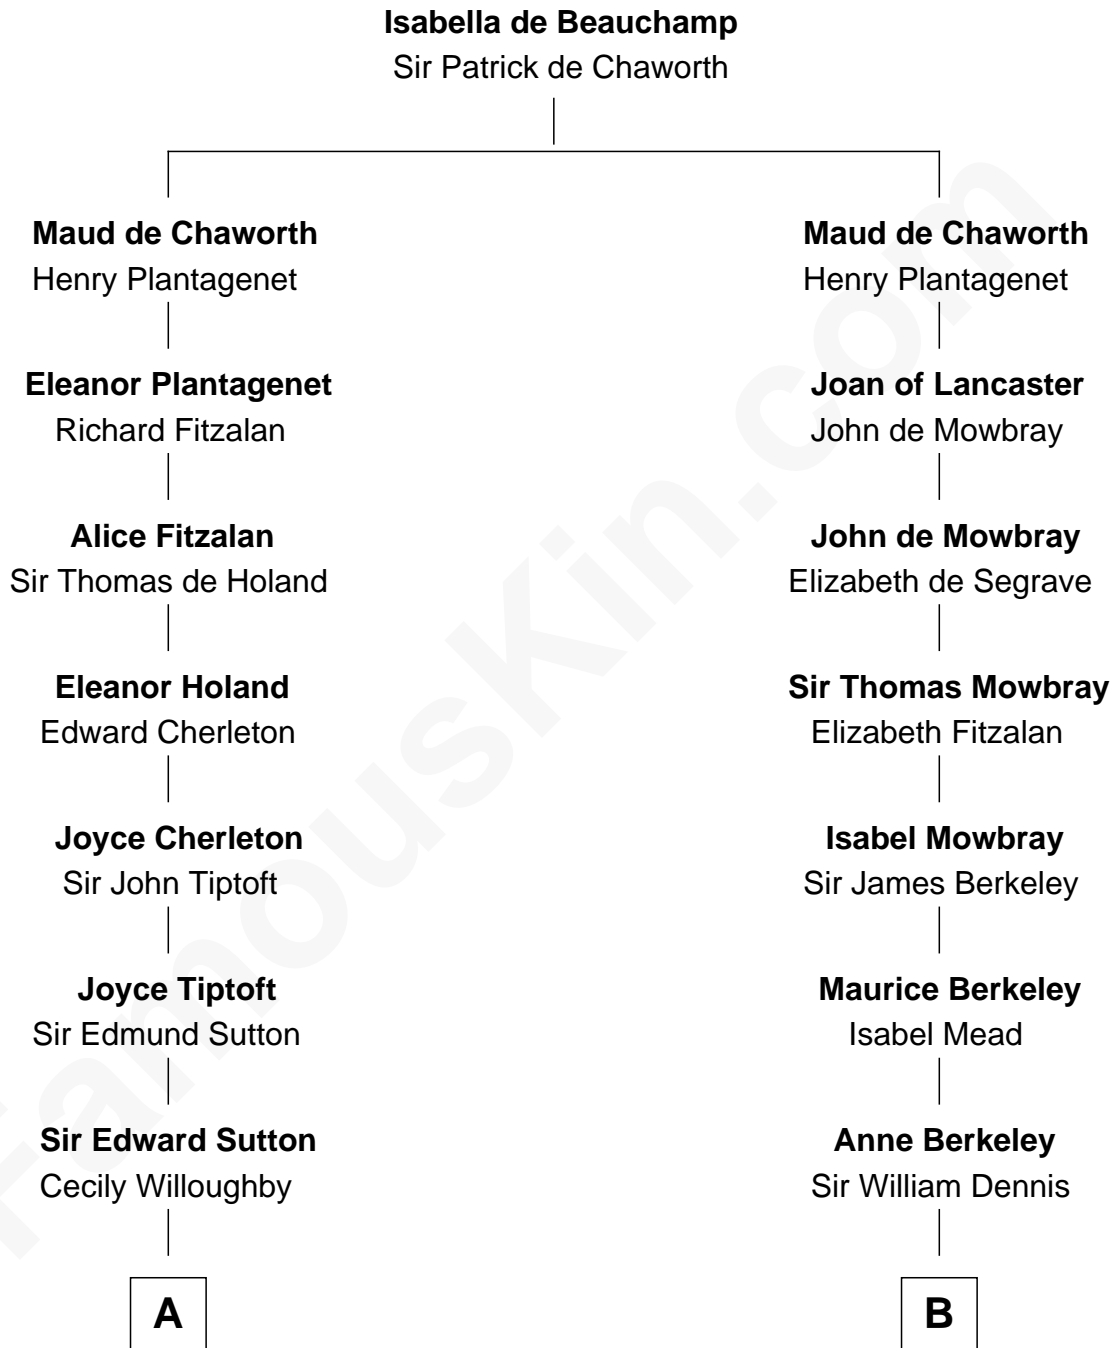 Isabella de Beauchamp
Sir Patrick de Chaworth
Maud de Chaworth
Henry Plantagenet
Maud de Chaworth
Henry Plantagenet
Eleanor Plantagenet
Richard Fitzalan
Joan of Lancaster
John de Mowbray
Alice Fitzalan
Sir Thomas de Holand
John de Mowbray
Elizabeth de Segrave
Eleanor Holand
Edward Cherleton
Sir Thomas Mowbray
Elizabeth Fitzalan
Joyce Cherleton
Sir John Tiptoft
Isabel Mowbray
Sir James Berkeley
Joyce Tiptoft
Sir Edmund Sutton
Maurice Berkeley
Isabel Mead
Sir Edward Sutton
Cecily Willoughby
Anne Berkeley
Sir William Dennis
A
B
FamousKin.com